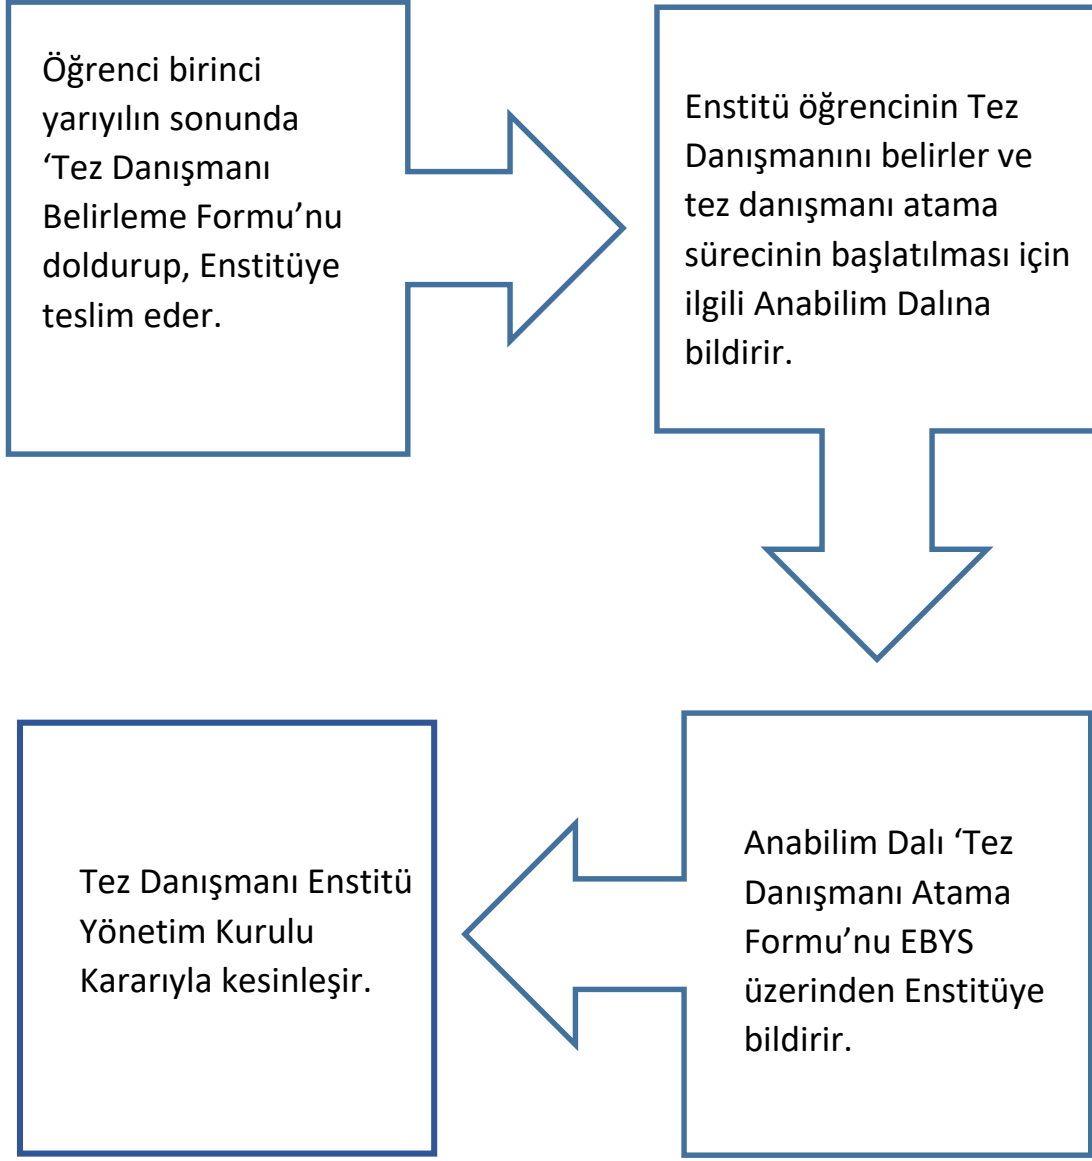 Öğrenci birinci
yarıyılın sonunda
‘Tez Danışmanı
Belirleme Formu’nu
doldurup, Enstitüye
teslim eder.
Enstitü öğrencinin Tez
Danışmanını belirler ve
tez danışmanı atama
sürecinin başlatılması için
ilgili Anabilim Dalına
bildirir.
Anabilim Dalı ‘Tez
Danışmanı Atama
Formu’nu EBYS
üzerinden Enstitüye
bildirir.
Tez Danışmanı Enstitü
Yönetim Kurulu
Kararıyla kesinleşir.